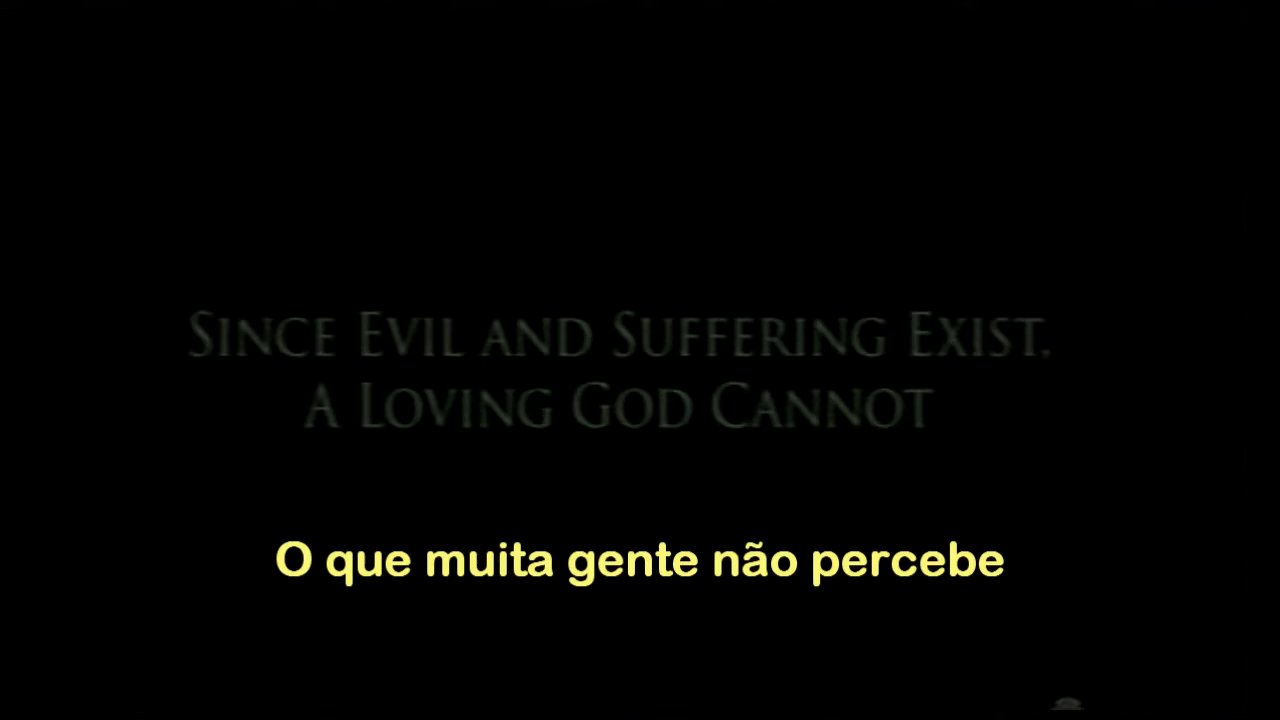 Since Evil and Suffering Exist,
A Loving God Cannot
O que muita gente não percebe